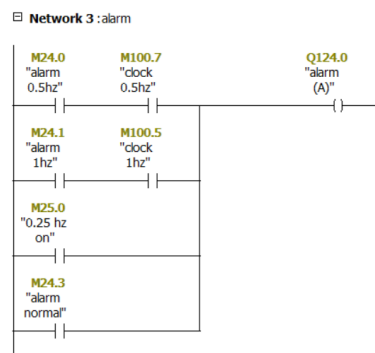 Network 3 : alarm
M24.0 M100.7 Q124.0
"alarm "clock "alarm
0.5hz" 0.5hz" (A)"
M24.1 M100.5
"alarm "clock
1hz" 1hz"
M25.0
"0.25 hz
on"
M24.3
"alarm
normal"